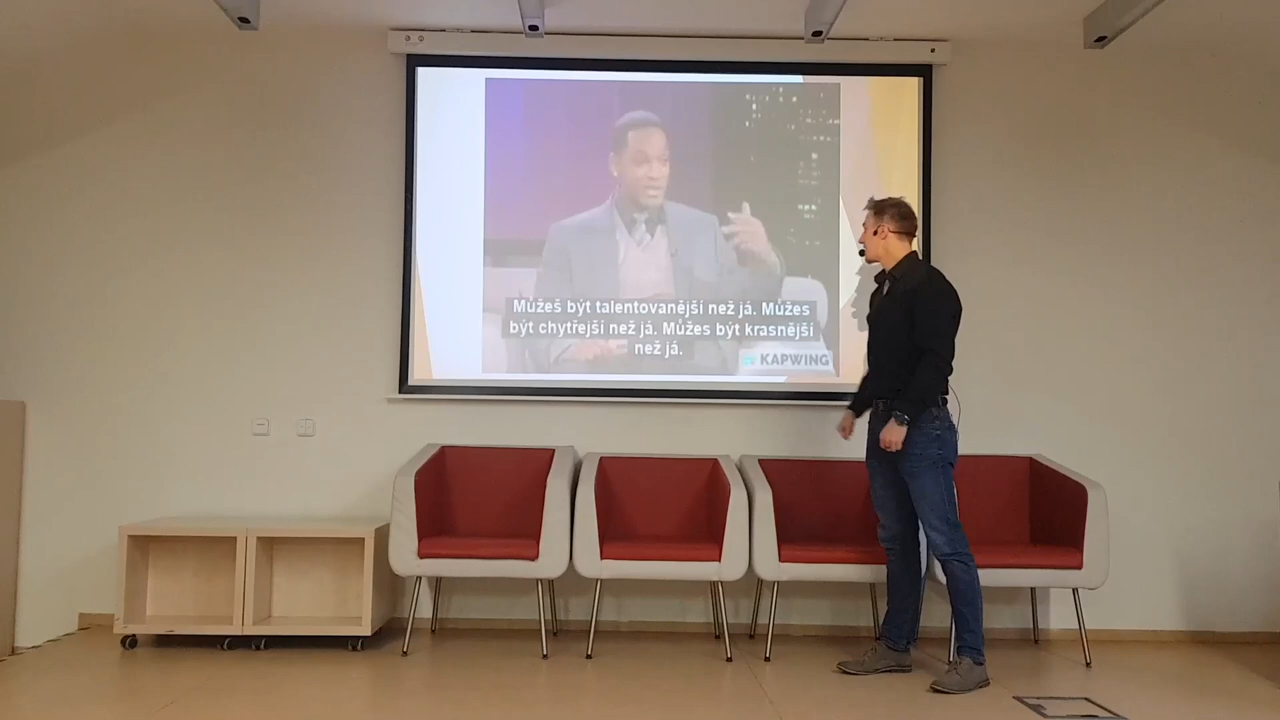 Můžeš být talentovanější než já. Můžes
být chytřejší než já. Můžes být krasnější
než já.
KAPWING